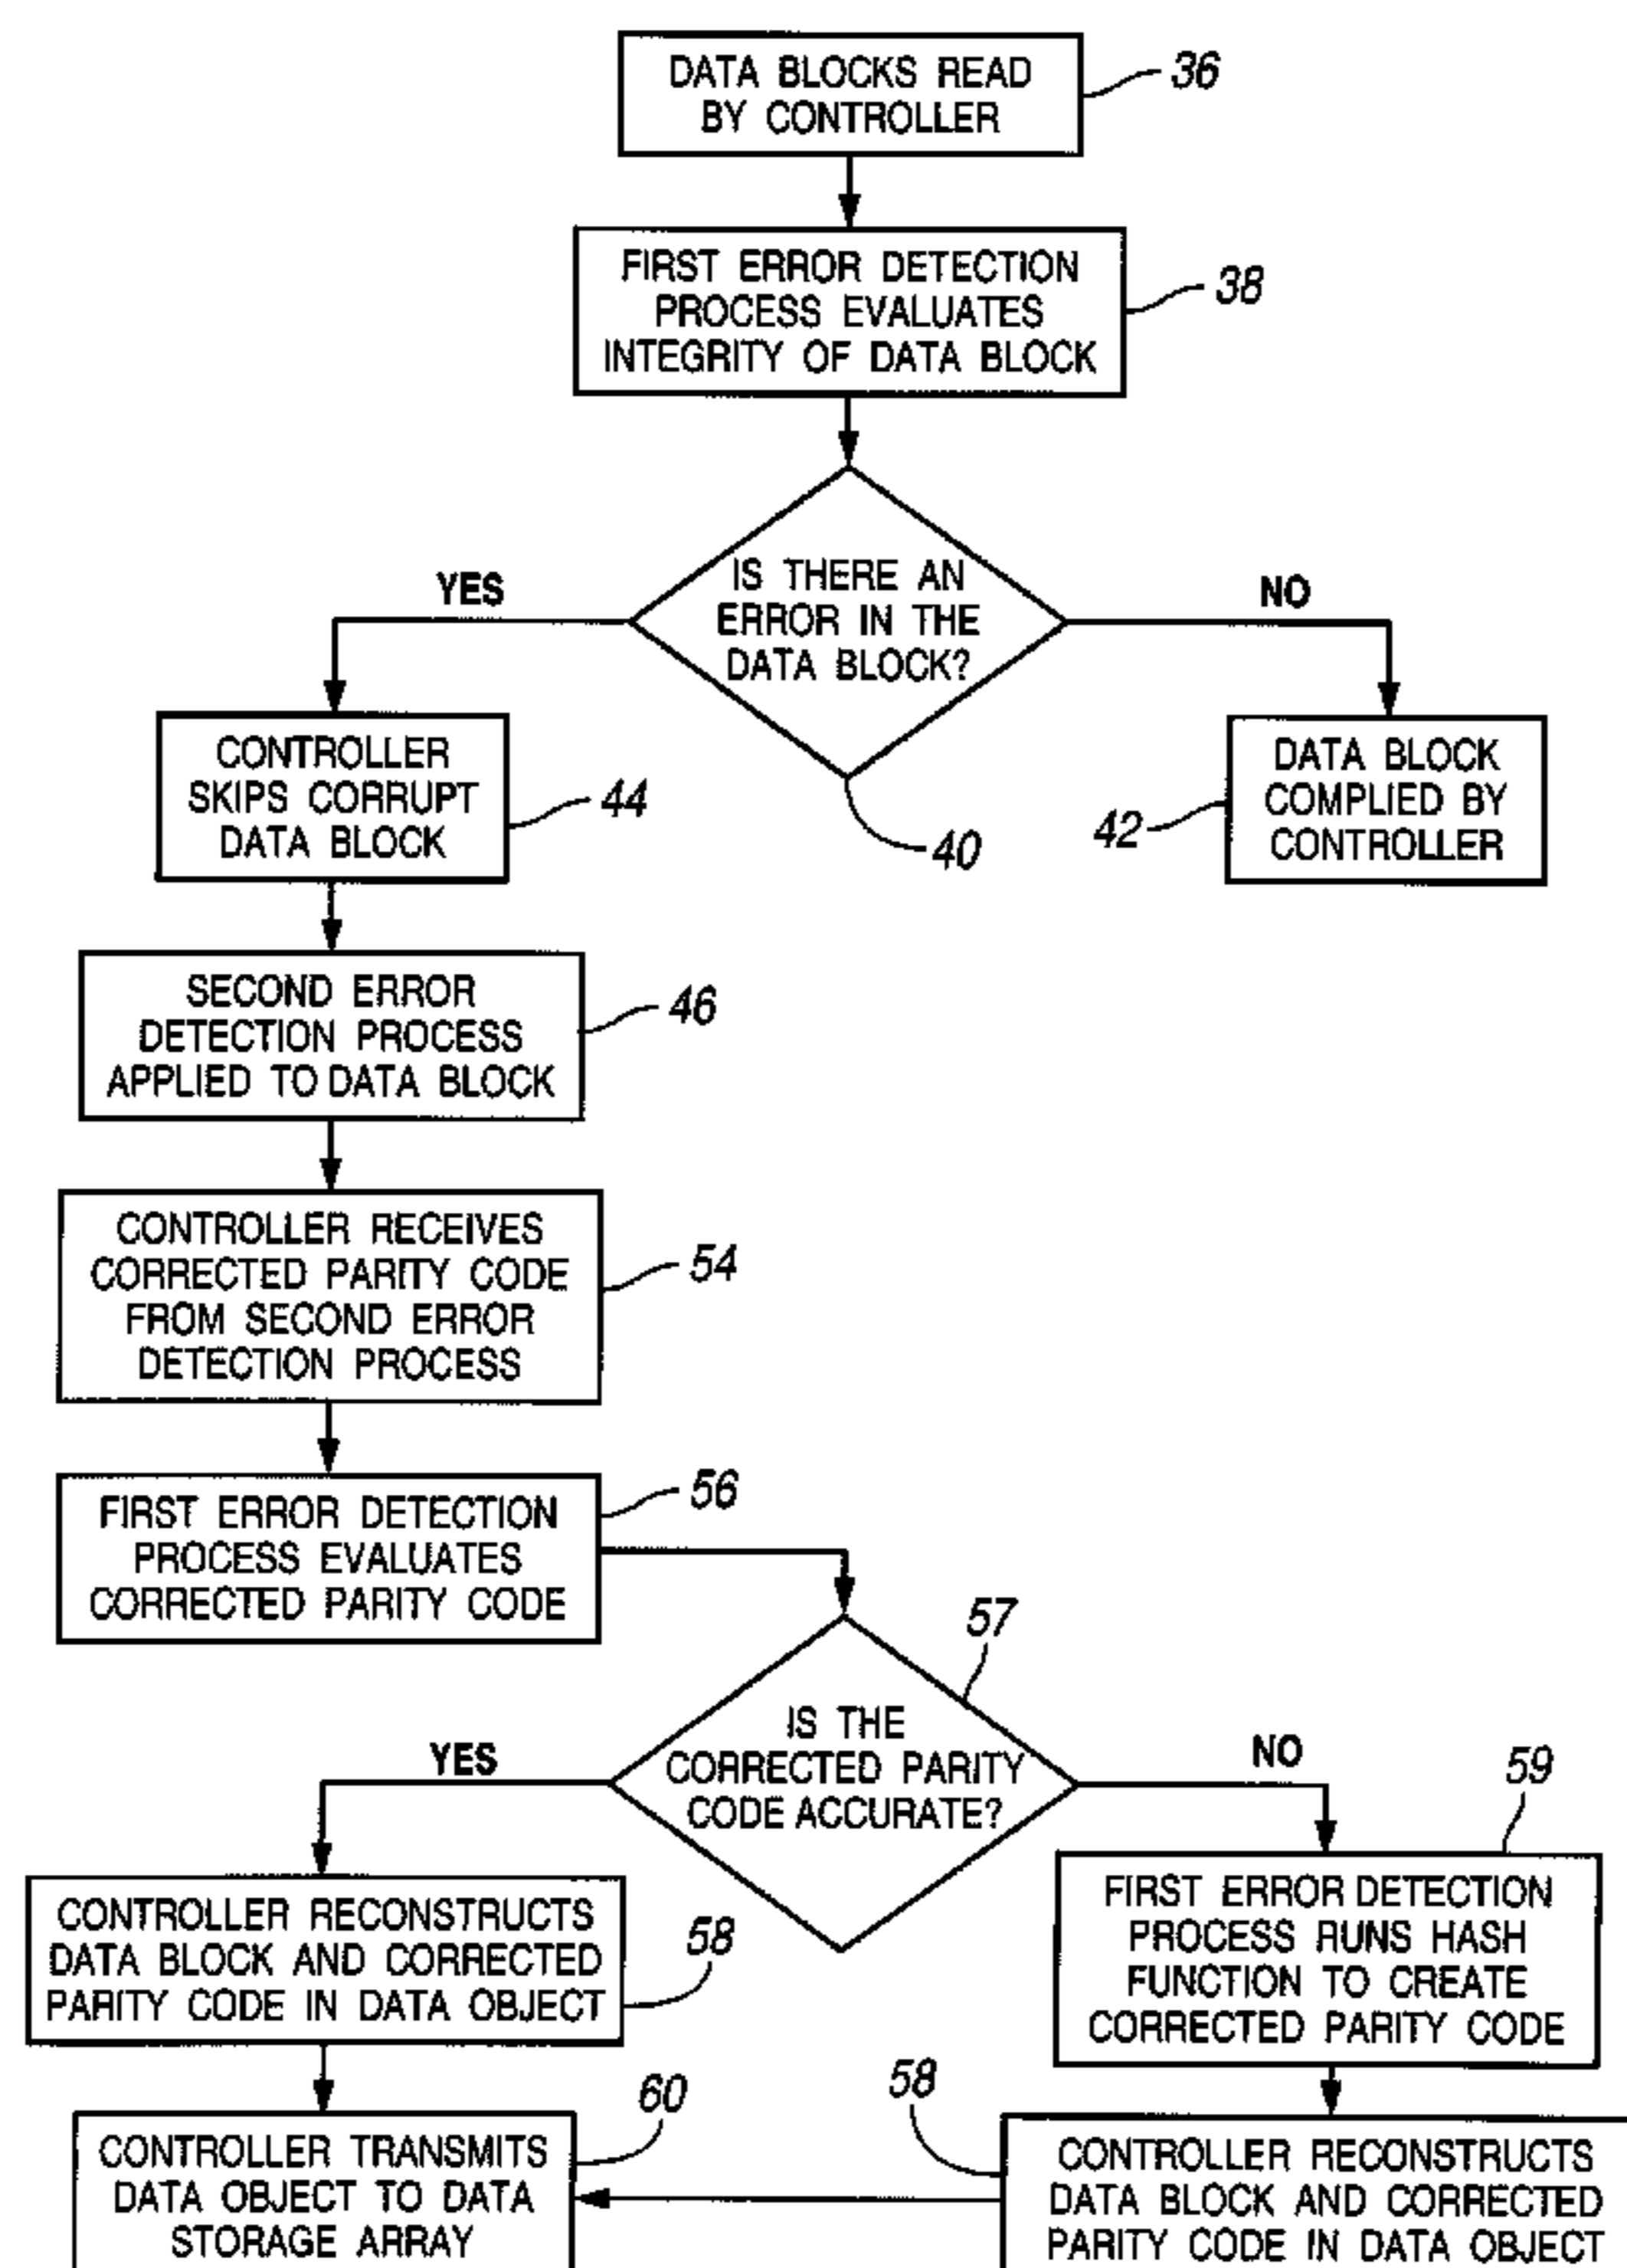 DATA BLOCKS READ
BY CONTROLLER
36
FIRST ERROR DETECTION
PROCESS EVALUATES
INTEGRITY OF DATA BLOCK
38
IS THERE AN
ERROR IN THE
DATA BLOCK?
YES
NO
40
CONTROLLER
SKIPS CORRUPT
DATA BLOCK
44
DATA BLOCK
COMPLIED BY
CONTROLLER
42
SECOND ERROR
DETECTION PROCESS
APPLIED TO DATA BLOCK
46
CONTROLLER RECEIVES
CORRECTED PARITY CODE
FROM SECOND ERROR
DETECTION PROCESS
54
FIRST ERROR DETECTION
PROCESS EVALUATES
CORRECTED PARITY CODE
56
57
IS THE
CORRECTED PARITY
CODE ACCURATE?
YES
NO
CONTROLLER RECONSTRUCTS
DATA BLOCK AND CORRECTED
PARITY CODE IN DATA OBJECT
58
59
FIRST ERROR DETECTION
PROCESS RUNS HASH
FUNCTION TO CREATE
CORRECTED PARITY CODE
CONTROLLER TRANSMITS
DATA OBJECT TO DATA
STORAGE ARRAY
60
58
CONTROLLER RECONSTRUCTS
DATA BLOCK AND CORRECTED
PARITY CODE IN DATA OBJECT